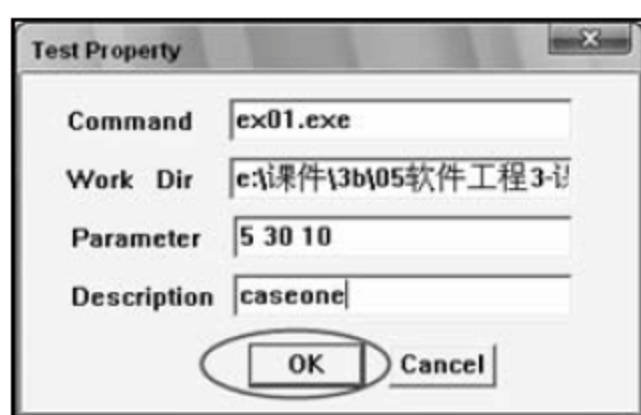 Test Property
Command ex01.exe
Work Dir e:\课件\3b\05软件工程3-
Parameter 5 30 10
Description caseone
OK Cancel